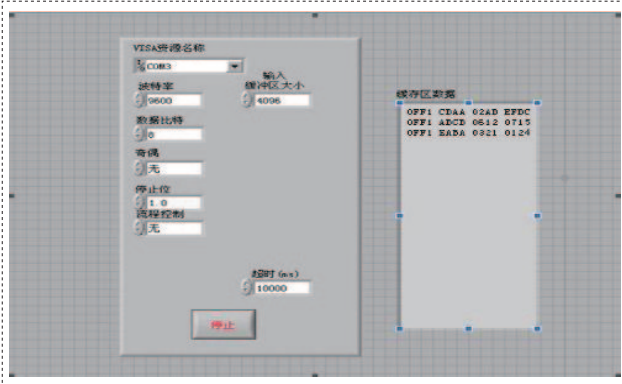 VISA资源名称
COM3
波特率
9600
输入
缓冲区大小
4096
数据比特
8
奇偶
无
停止位
1.0
流程控制
无
超时(ms)
10000
停止
缓存区数据
OFF1 CDAA 02AD EFDC
OFF1 ADCD 0612 0715
OFF1 EABA 0321 0124